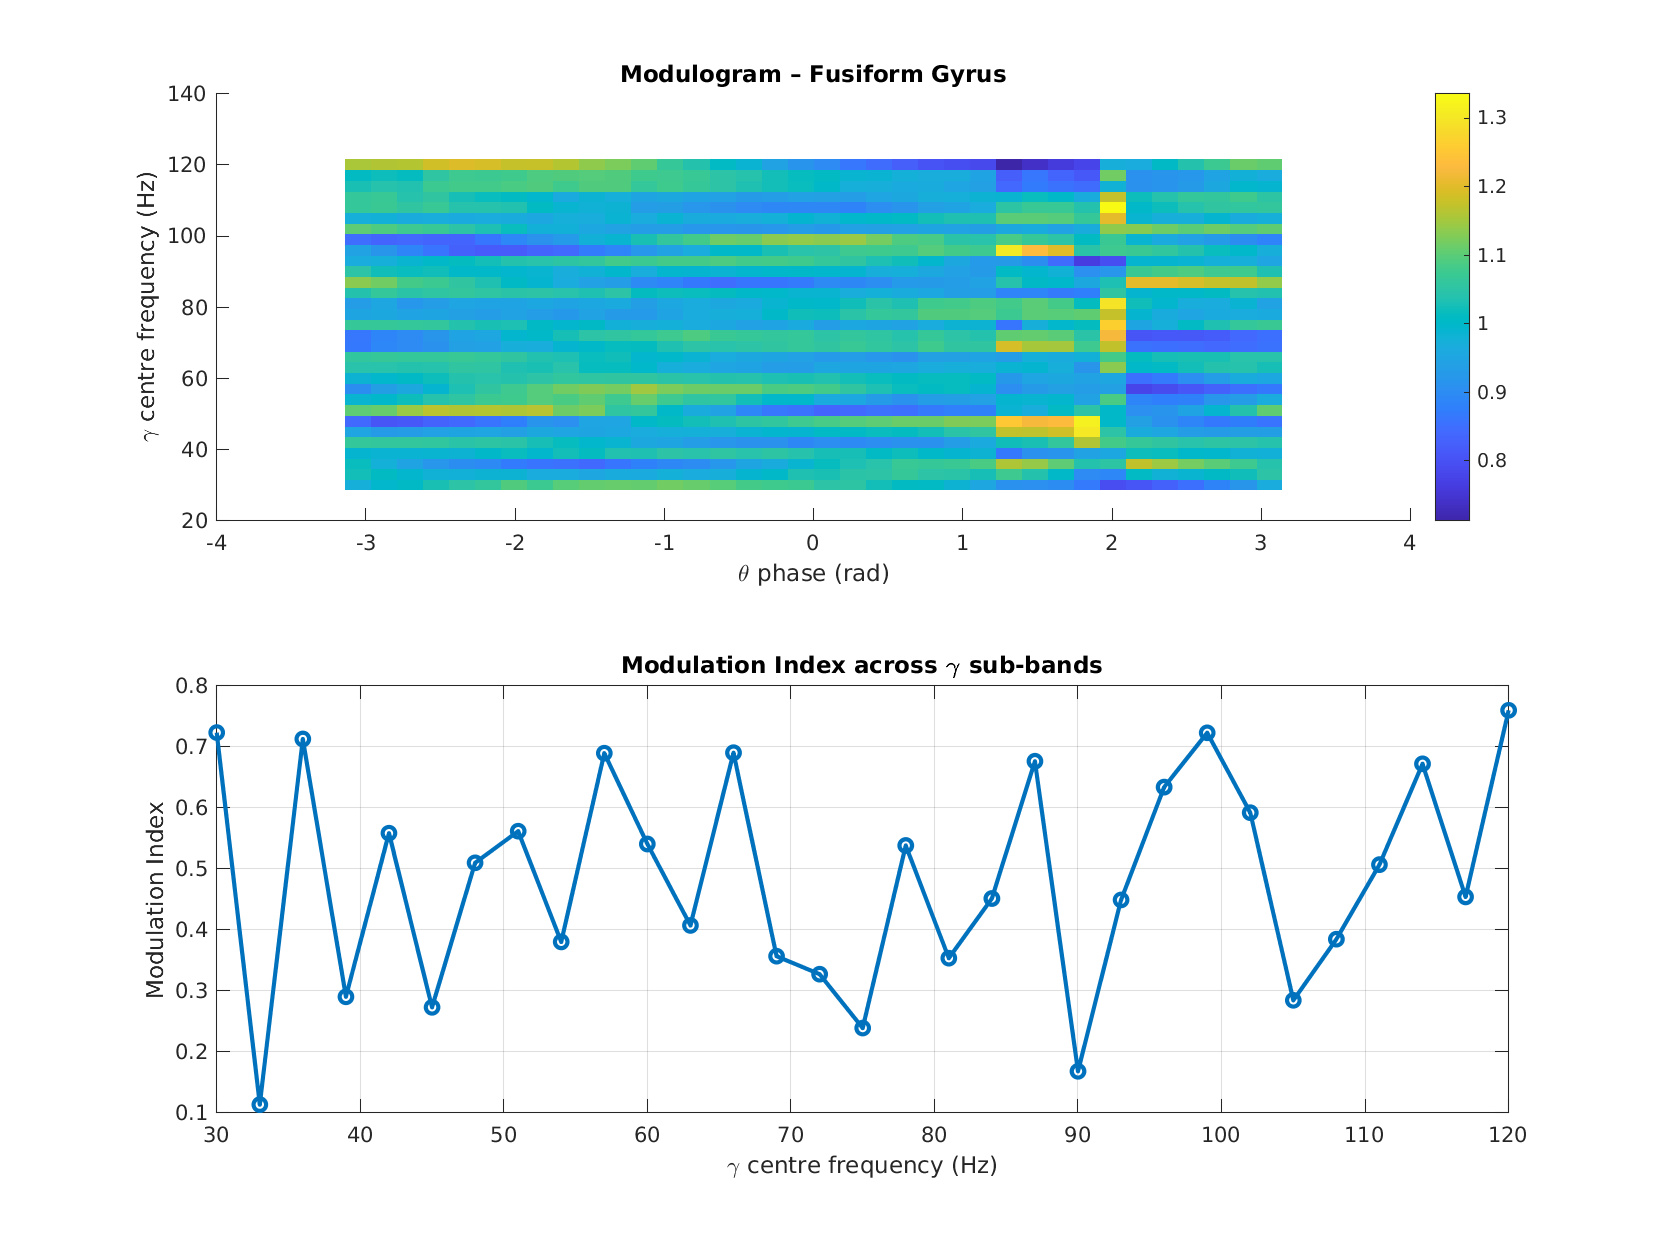 Modulogram – Fusiform Gyrus
140
120
100
80
60
40
20
γ centre frequency (Hz)
-4 -3 -2 -1 0 1 2 3 4
θ phase (rad)
1.3
1.2
1.1
1
0.9
0.8
Modulation Index across γ sub-bands
0.8
0.7
0.6
0.5
0.4
0.3
0.2
0.1
Modulation Index
30 40 50 60 70 80 90 100 110 120
γ centre frequency (Hz)